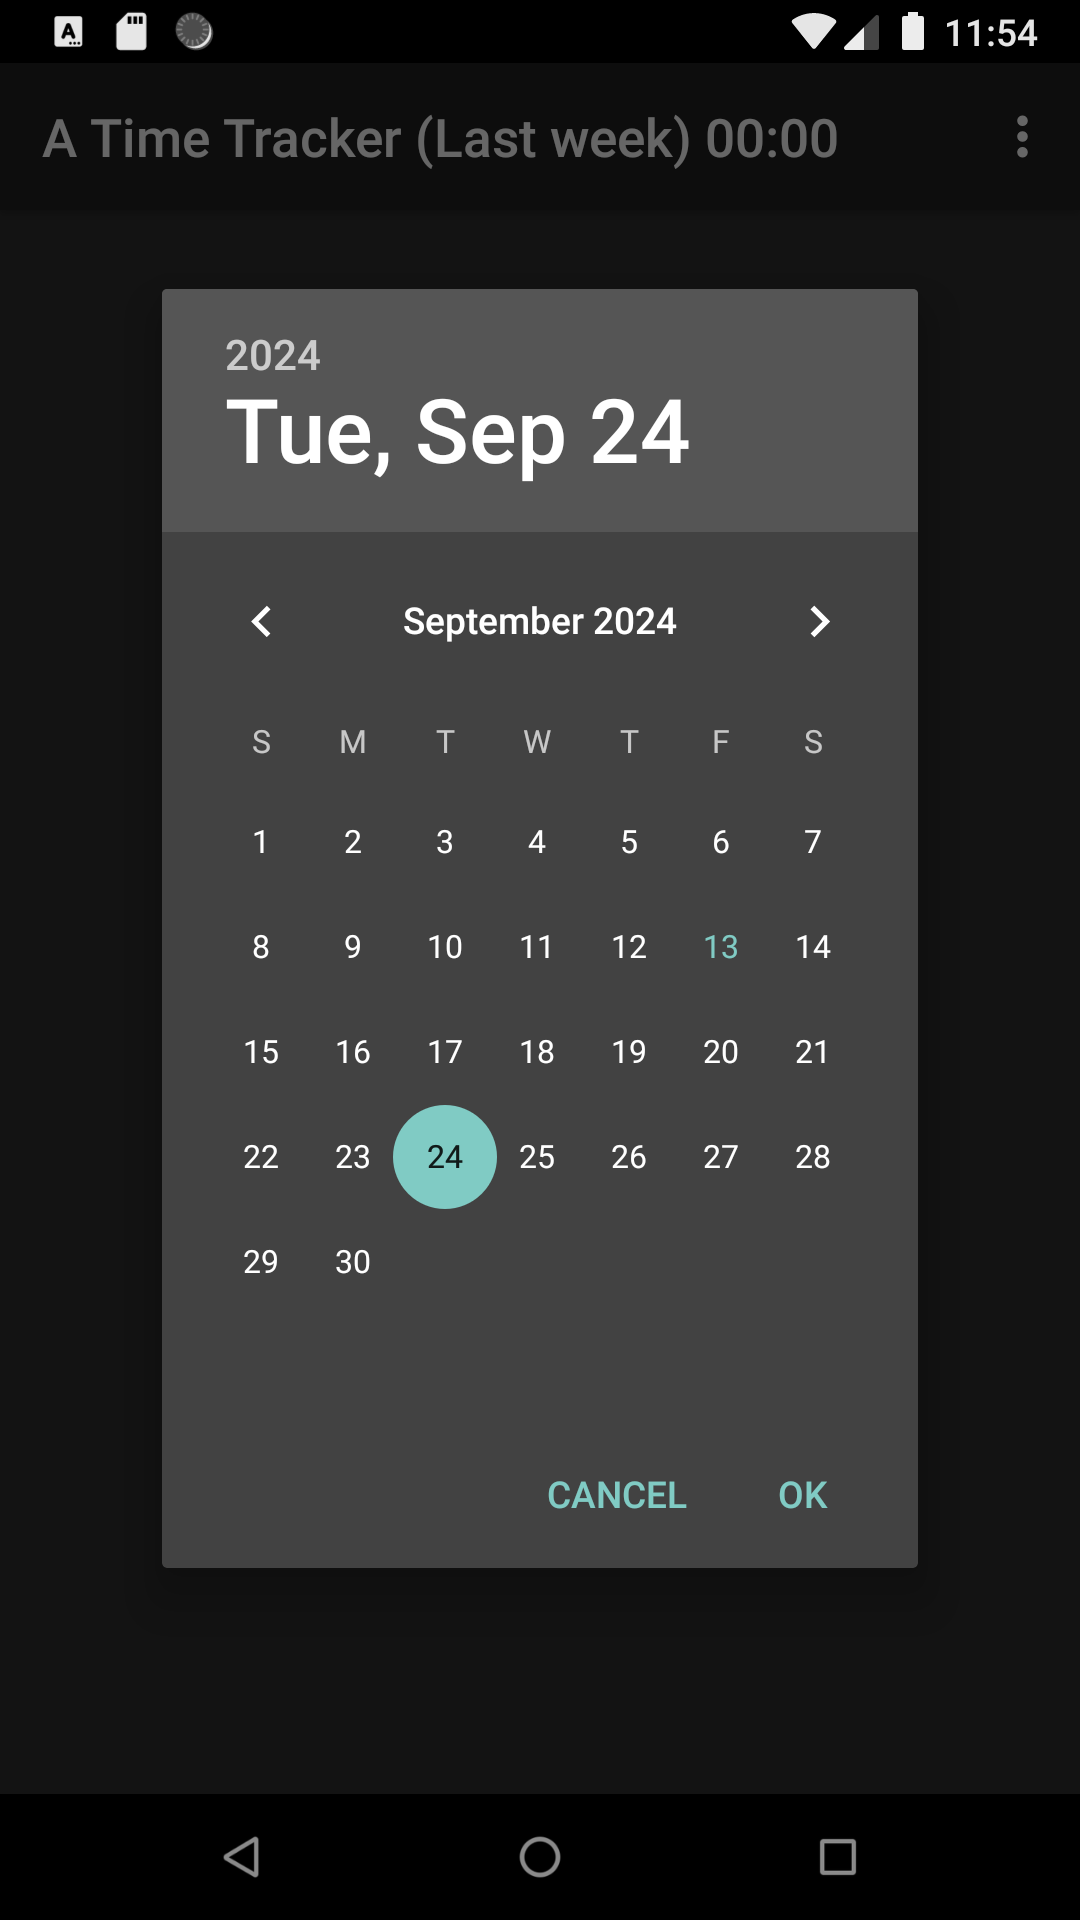 11:54
A Time Tracker (Last week) 00:00
2024
Tue, Sep 24
September 2024
S M T W T F S
1 2 3 4 5 6 7
8 9 10 11 12 13 14
15 16 17 18 19 20 21
22 23 24 25 26 27 28
29 30
CANCEL OK